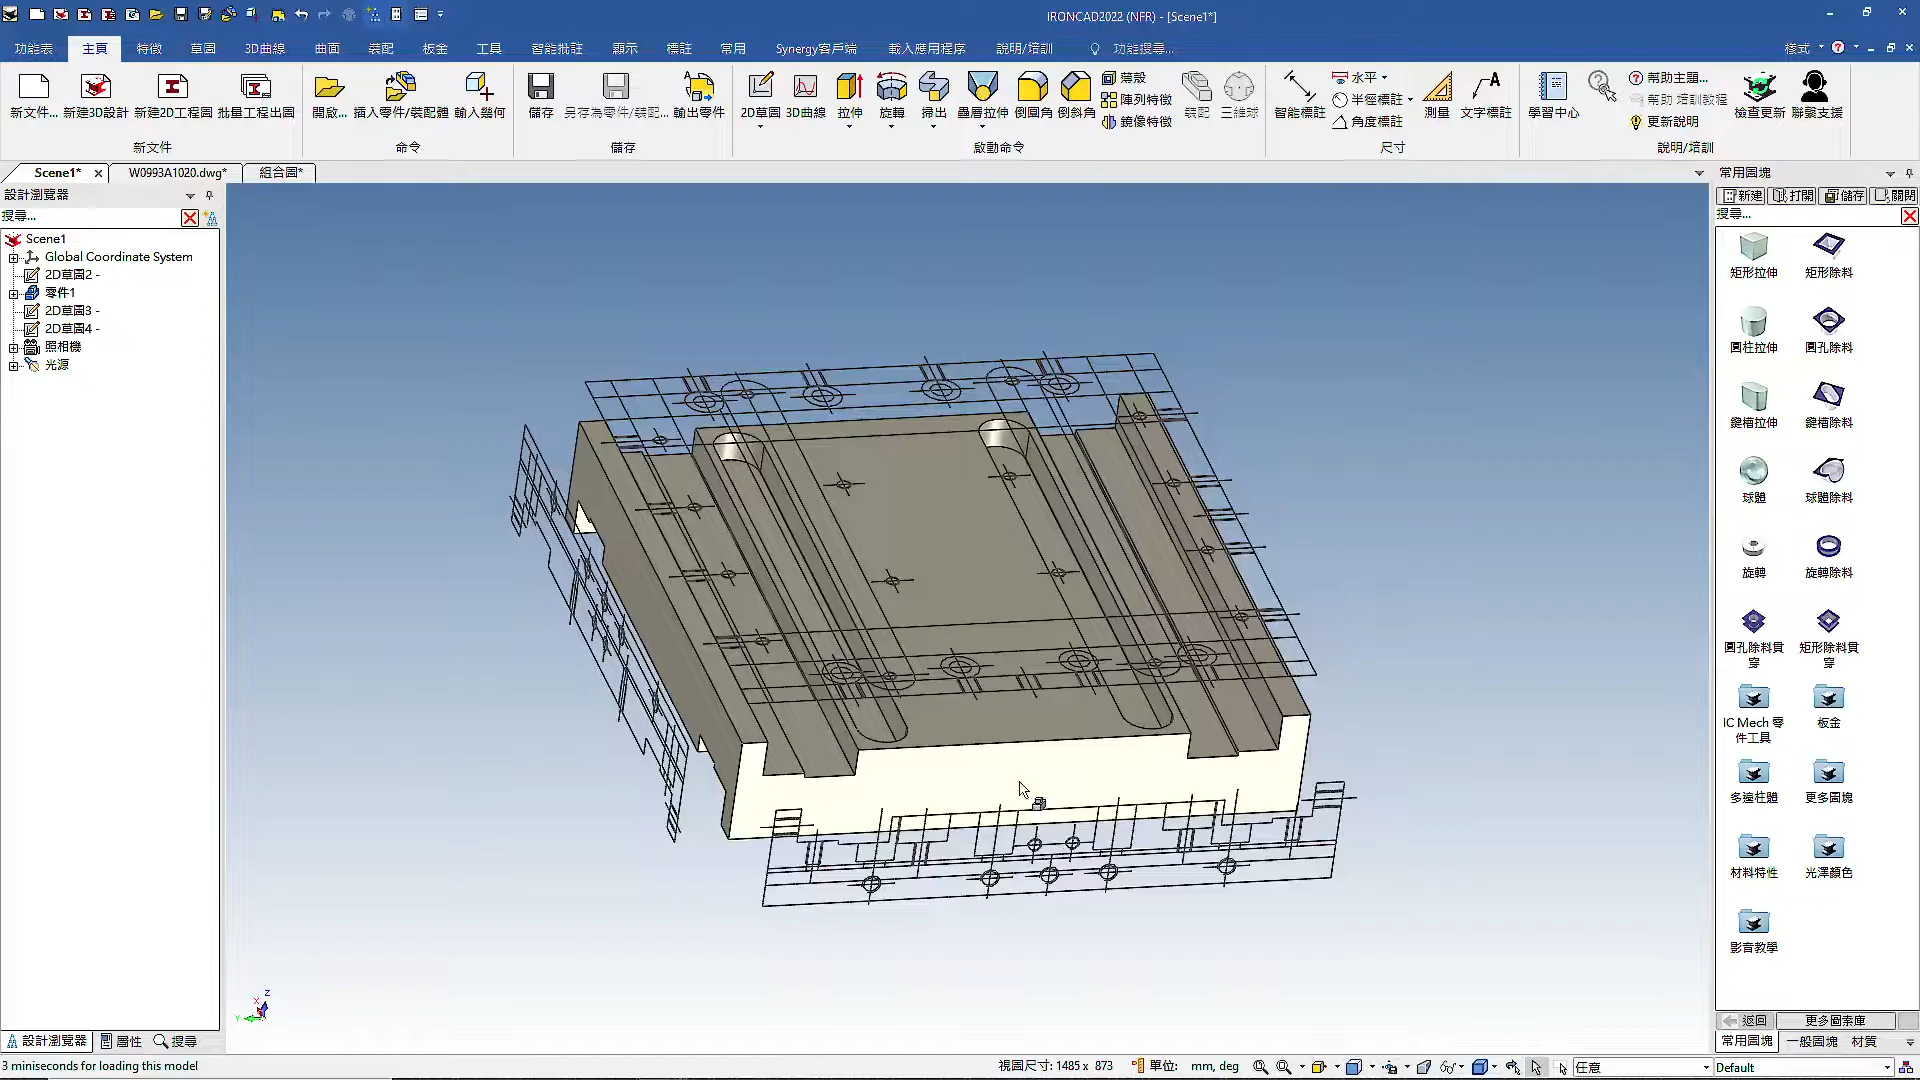 IRONCAD2022 (NFR) - [Scene1*]
功能表 主頁 特徵 草圖 3D曲線 曲面 裝配 鈑金 工具 智能批註 顯示 標註 常用 Synergy客戶端 載入應用程序 說明/培訓 功能搜尋... 樣式
新文件... 新建3D設計 新建2D工程圖 批量工程出圖 開啟... 插入零件/裝配體 輸入幾何 儲存 另存為零件/裝配... 輸出零件 2D草圖 3D曲線 拉伸 旋轉 掃出 疊層拉伸 倒圓角 倒斜角 裝配 三維球 智能標註 測量 文字標註 學習中心 檢查更新 聯繫支援
薄殼 水平 幫助主題...
陣列特徵 半徑標註 幫助 培訓教程
鏡像特徵 角度標註 更新說明
新文件 命令 儲存 啟動命令 尺寸 說明/培訓
Scene1* W0993A1020.dwg* 組合圖*
設計瀏覽器
搜尋...
Scene1
Global Coordinate System
2D草圖2 -
零件1
2D草圖3 -
2D草圖4 -
照相機
光源
常用圖塊
新建 打開 儲存 關閉
搜尋...
矩形拉伸 矩形除料
圓柱拉伸 圓孔除料
鍵槽拉伸 鍵槽除料
球體 球體除料
旋轉 旋轉除料
圓孔除料貫穿 矩形除料貫穿
IC Mech 零件工具 板金
多邊柱體 更多圖塊
材料特性 光澤顏色
影音教學
返回 更多圖素庫
常用圖塊 一般圖塊 材質
X Z Y
設計瀏覽器 屬性 搜尋
3 miniseconds for loading this model
視圖尺寸: 1485 x 873 單位: mm, deg 任意 Default